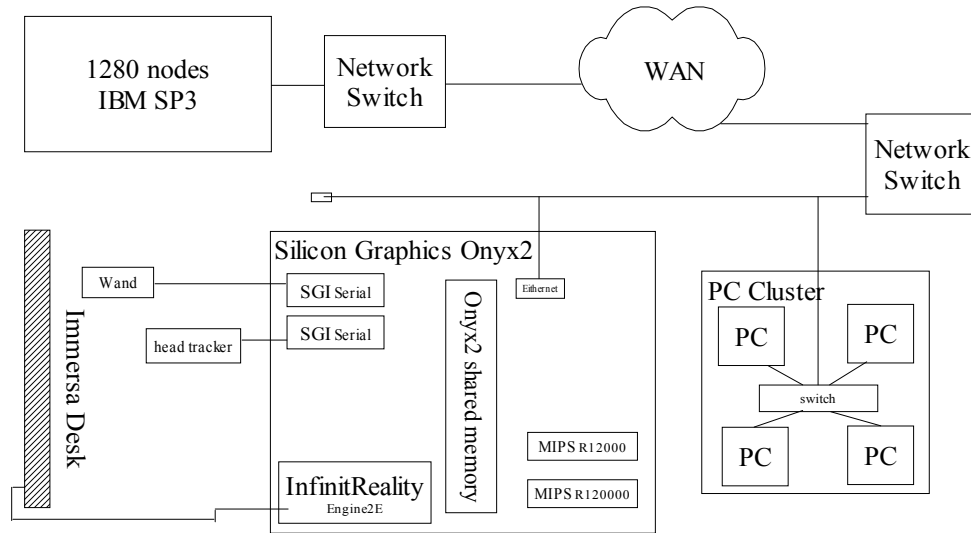 1280 nodes
IBM SP3
Network
Switch
WAN
Network
Switch
Immersa Desk
Wand
head tracker
Silicon Graphics Onyx2
SGI Serial
SGI Serial
Onyx2 shared memory
Eithernet
MIPS R12000
MIPS R120000
InfinitReality
Engine2E
PC Cluster
PC
PC
switch
PC
PC